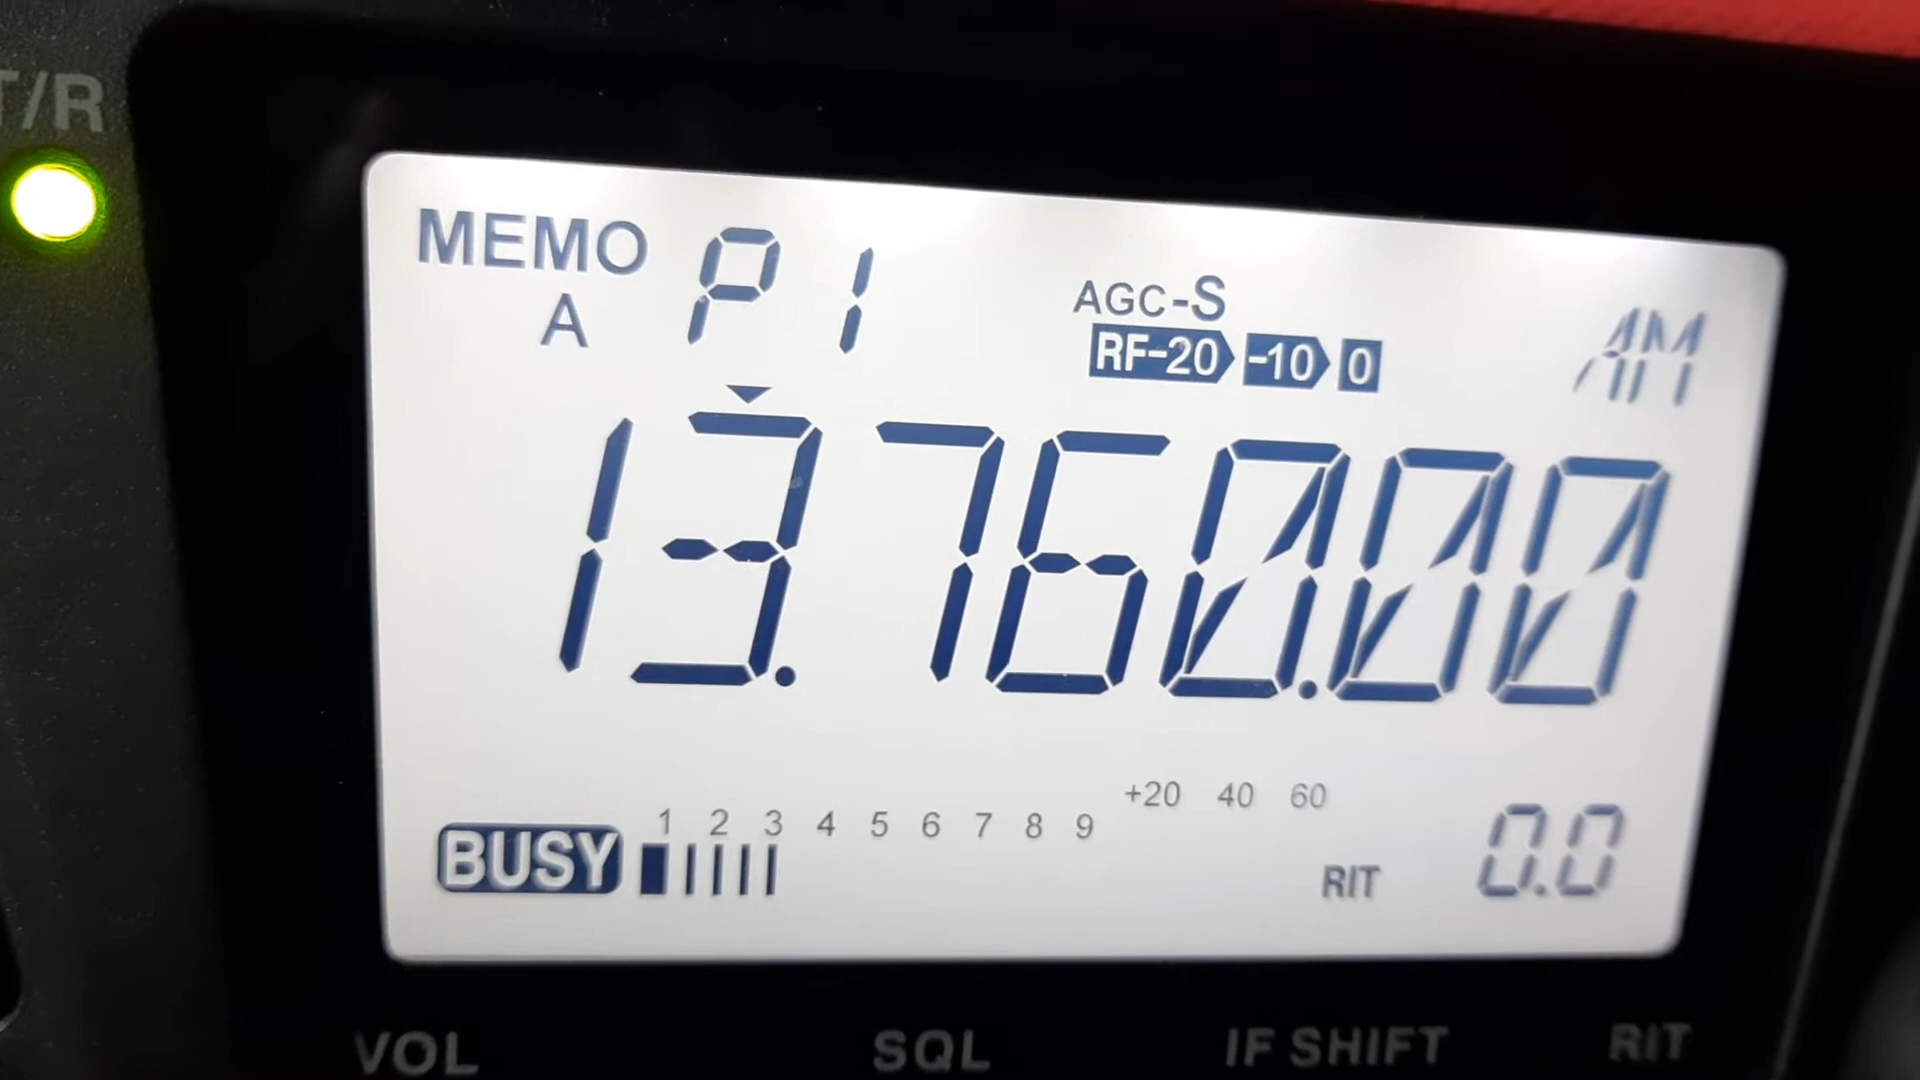 T/R
MEMO P1
A
AGC-S
RF-20 -10 0
AM
13.760.00
+20 40 60
1 2 3 4 5 6 7 8 9
BUSY
RIT 0.0
VOL SQL IF SHIFT RIT